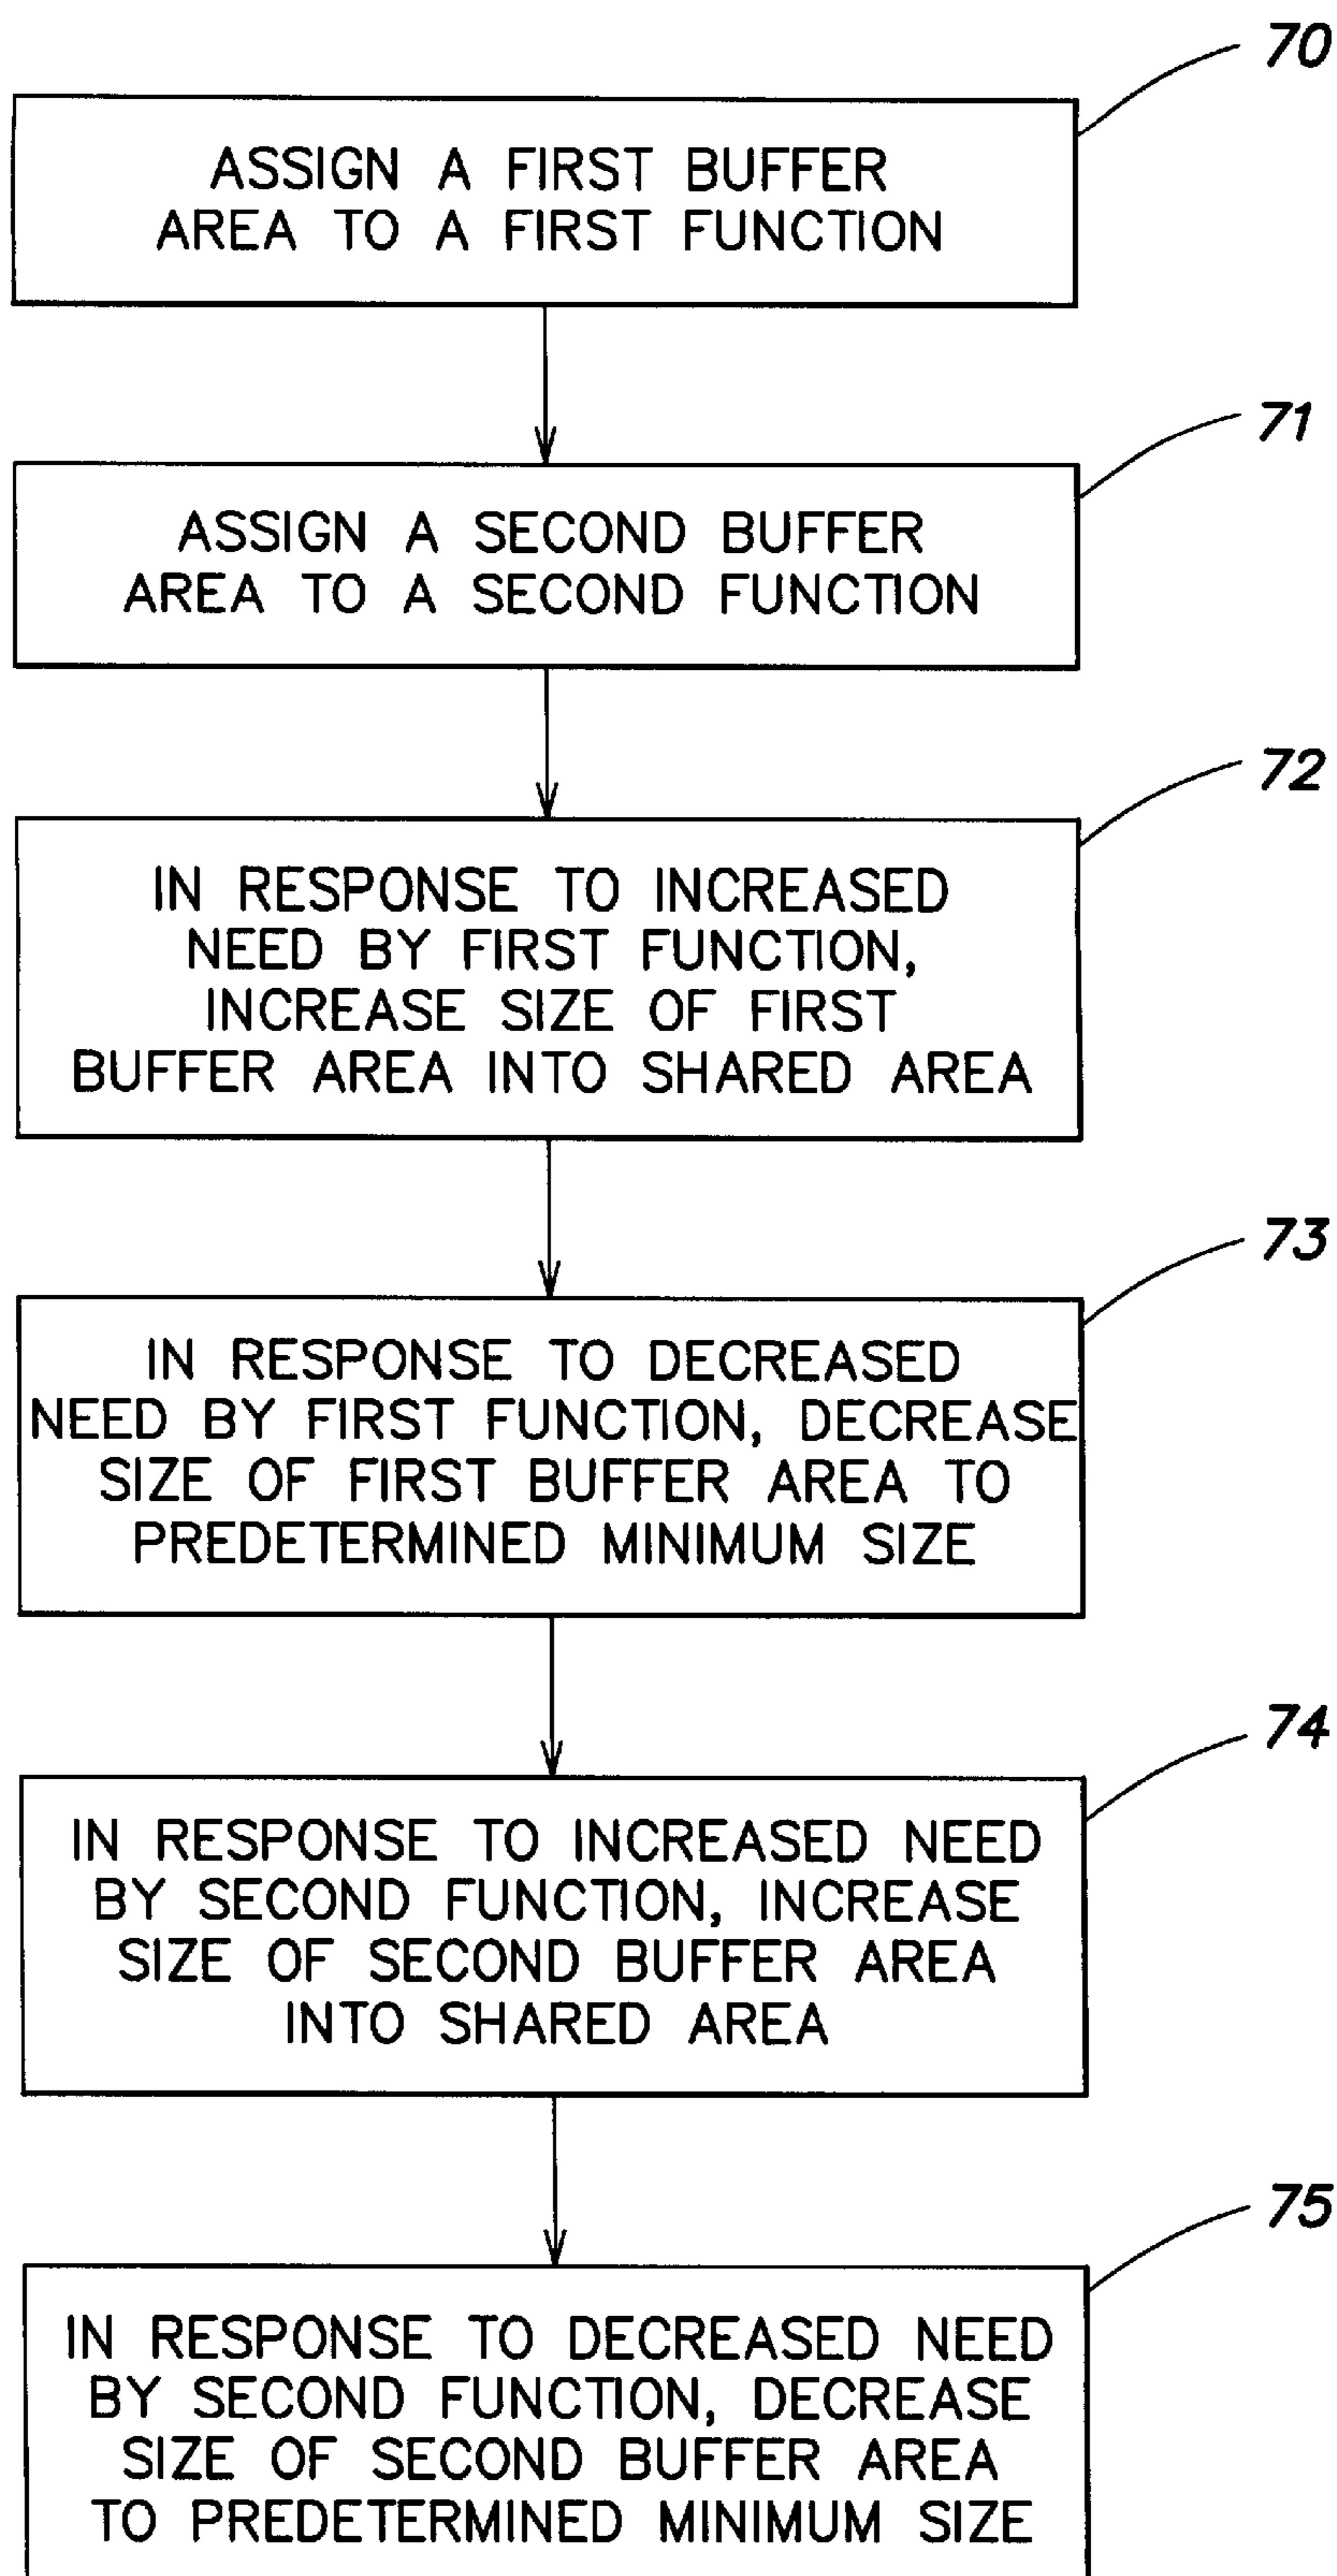 70
ASSIGN A FIRST BUFFER
AREA TO A FIRST FUNCTION
71
ASSIGN A SECOND BUFFER
AREA TO A SECOND FUNCTION
72
IN RESPONSE TO INCREASED
NEED BY FIRST FUNCTION,
INCREASE SIZE OF FIRST
BUFFER AREA INTO SHARED AREA
73
IN RESPONSE TO DECREASED
NEED BY FIRST FUNCTION, DECREASE
SIZE OF FIRST BUFFER AREA TO
PREDETERMINED MINIMUM SIZE
74
IN RESPONSE TO INCREASED NEED
BY SECOND FUNCTION, INCREASE
SIZE OF SECOND BUFFER AREA
INTO SHARED AREA
75
IN RESPONSE TO DECREASED NEED
BY SECOND FUNCTION, DECREASE
SIZE OF SECOND BUFFER AREA
TO PREDETERMINED MINIMUM SIZE